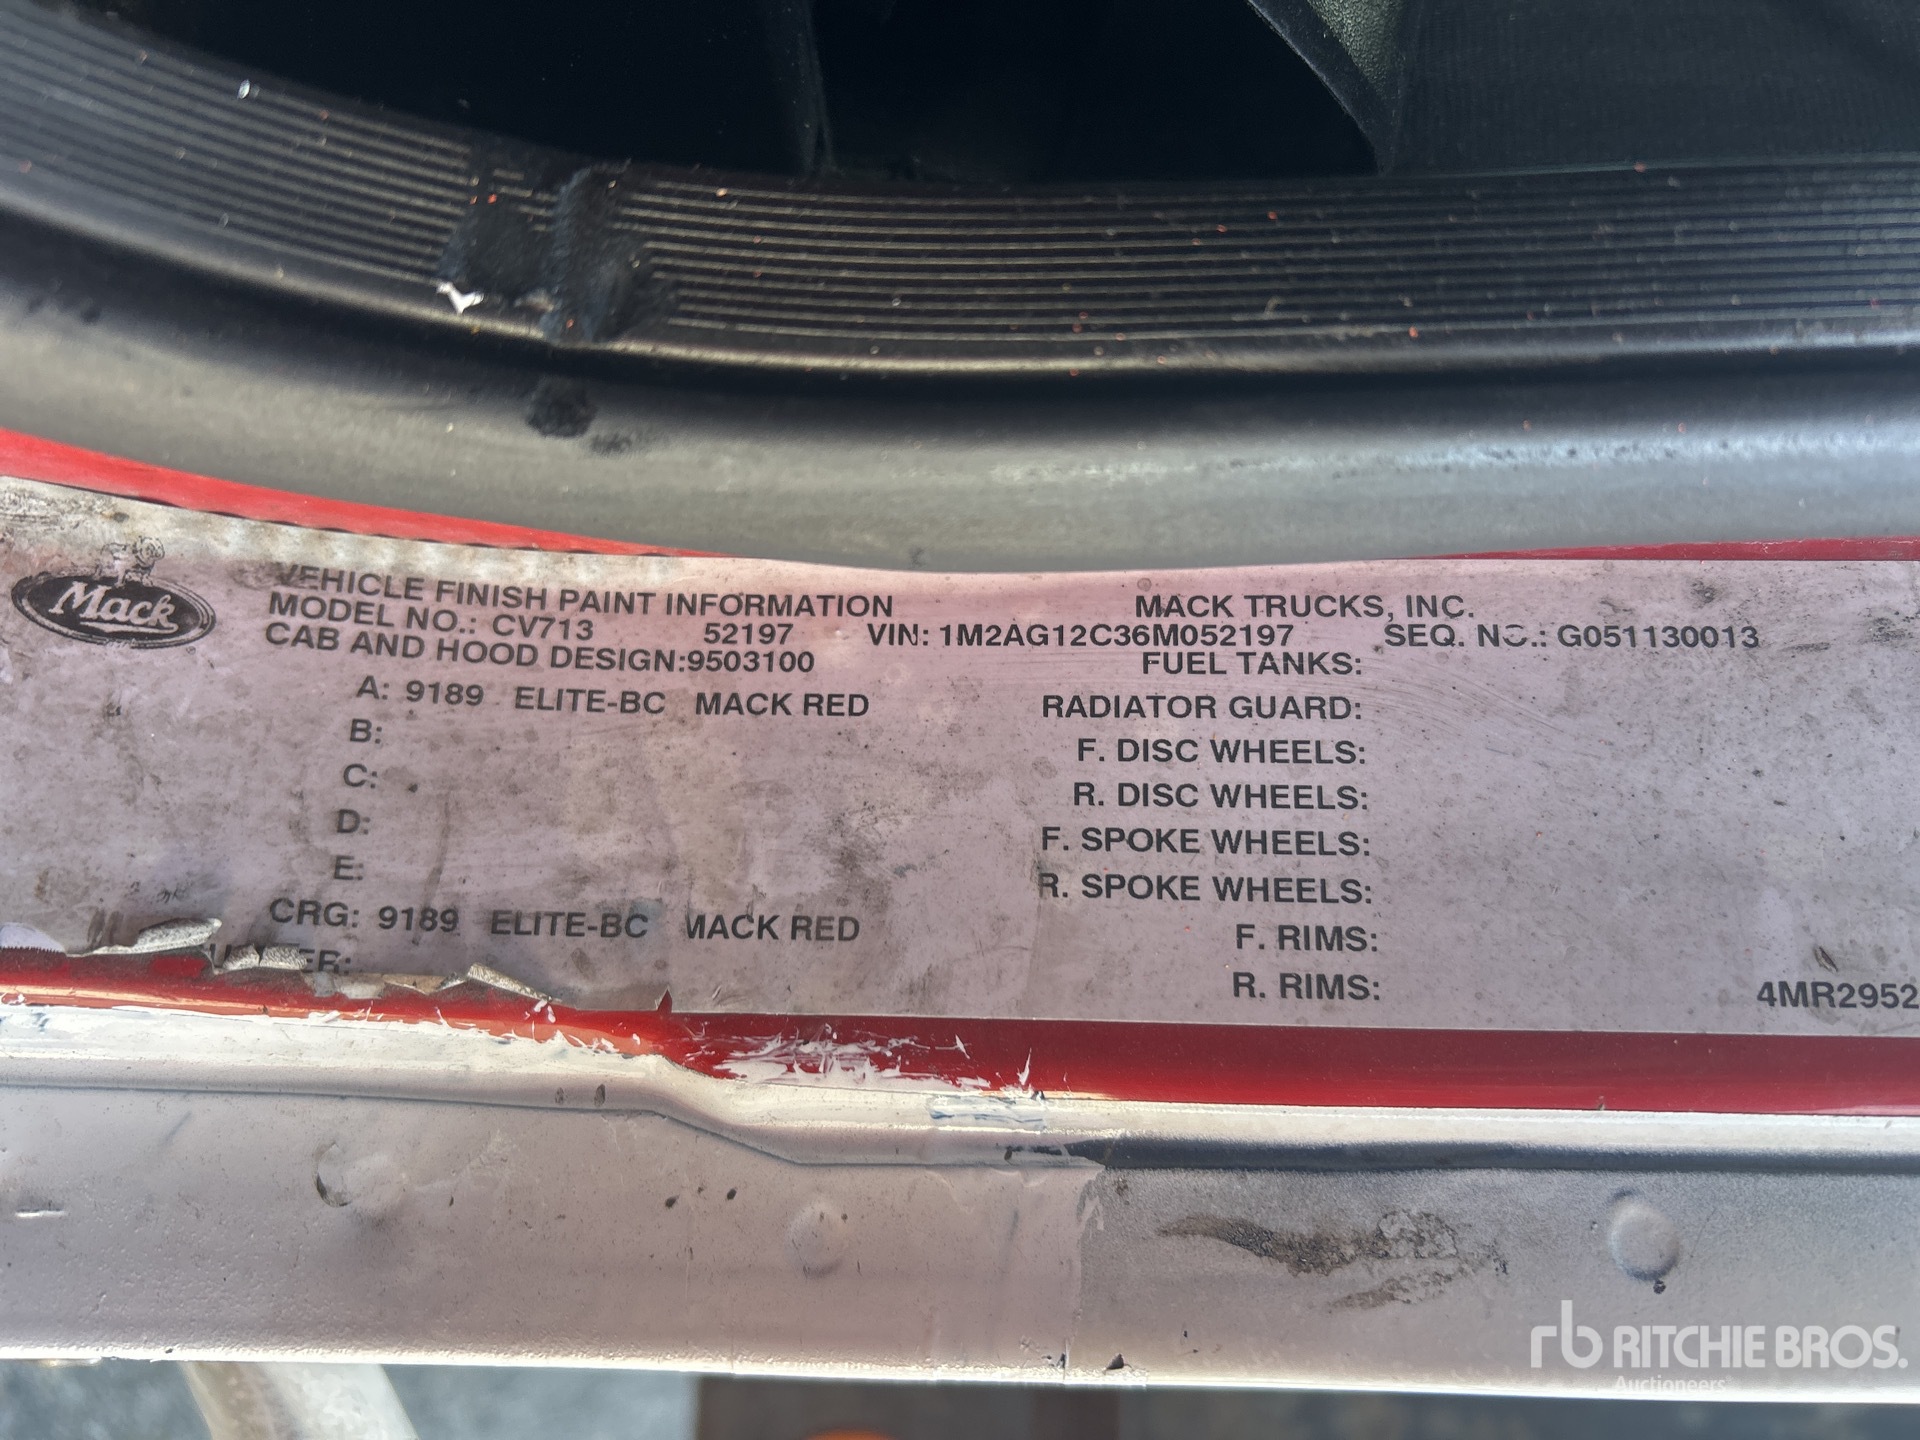 Mack
VEHICLE FINISH PAINT INFORMATION MACK TRUCKS, INC.
MODEL NO.: CV713 52197 VIN: 1M2AG12C36M052197 SEQ. NO.: G051130013
CAB AND HOOD DESIGN:9503100 FUEL TANKS:
A: 9189 ELITE-BC MACK RED RADIATOR GUARD:
B: F. DISC WHEELS:
C: R. DISC WHEELS:
D: F. SPOKE WHEELS:
E: R. SPOKE WHEELS:
CRG: 9189 ELITE-BC MACK RED F. RIMS:
R. RIMS: 4MR2952
rb RITCHIE BROS.
Auctioneers